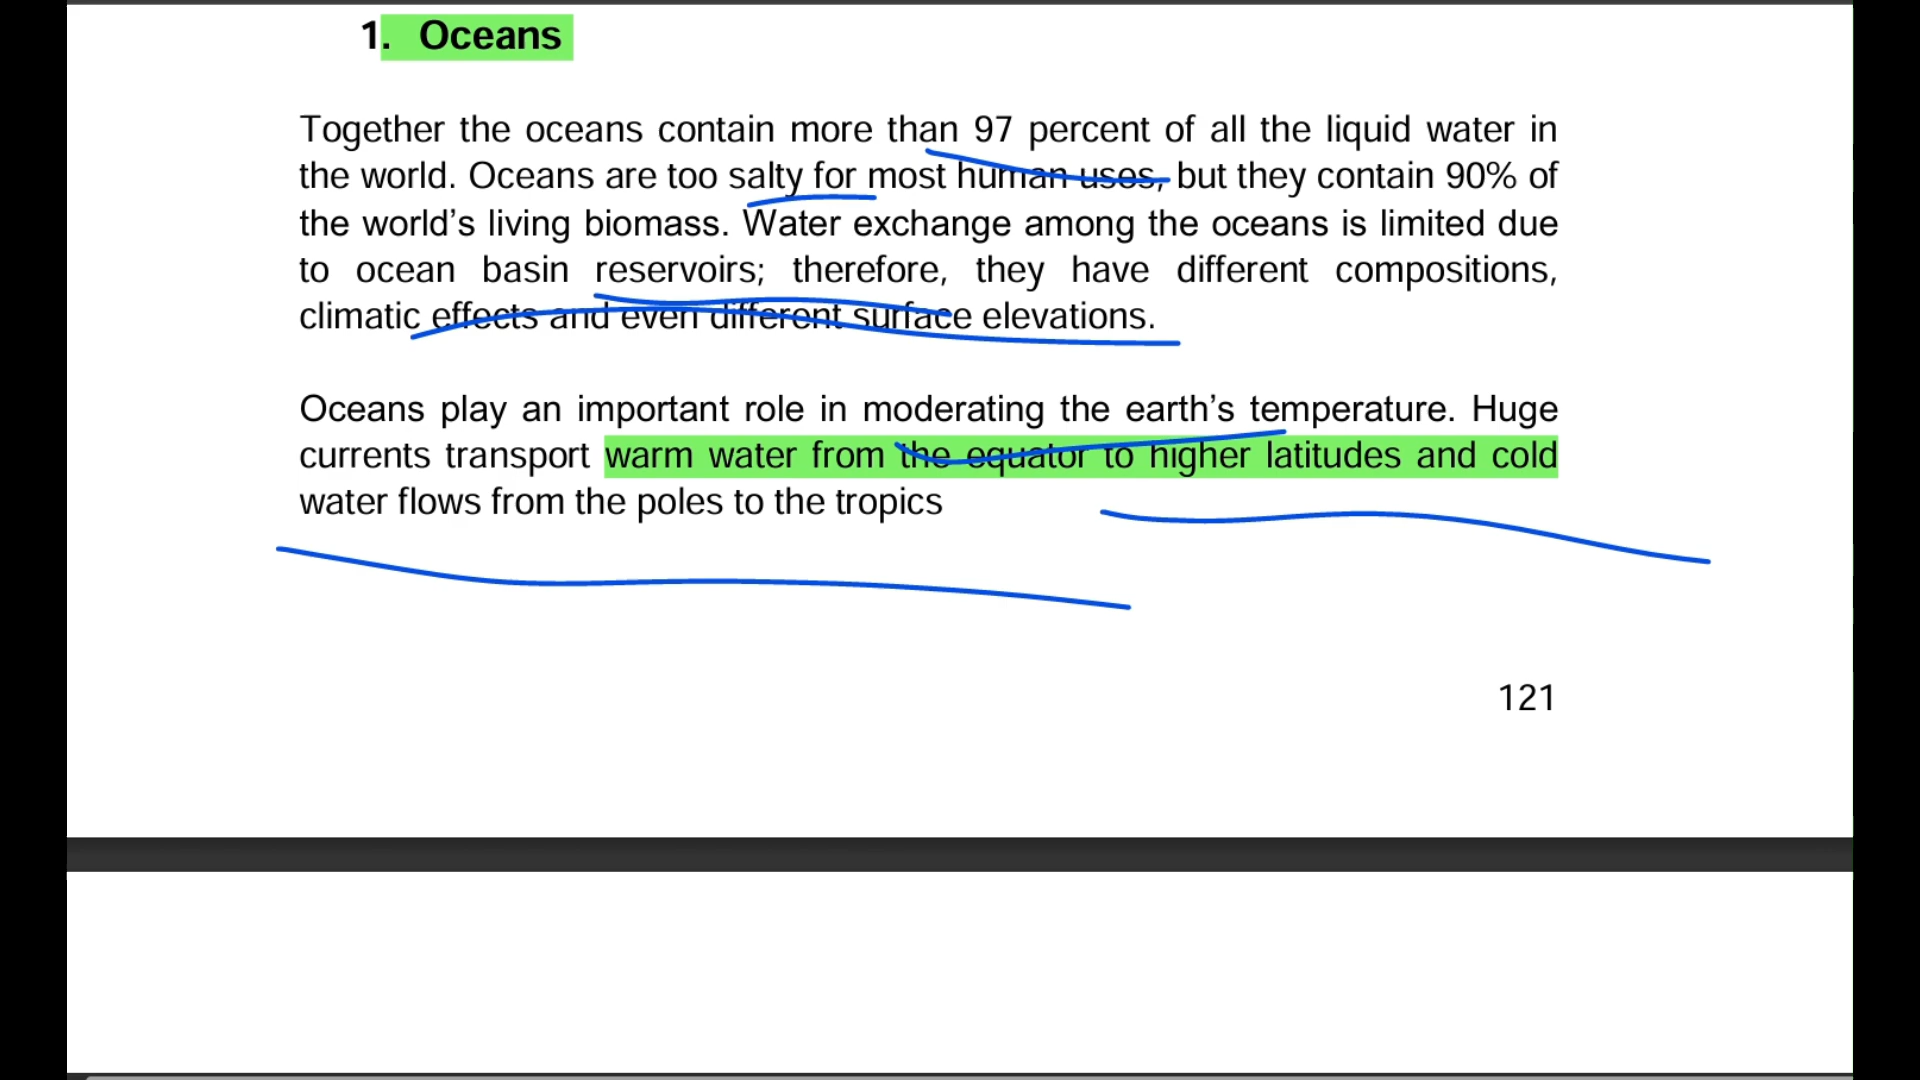 1. Oceans
Together the oceans contain more than 97 percent of all the liquid water in
the world. Oceans are too salty for most human uses, but they contain 90% of
the world’s living biomass. Water exchange among the oceans is limited due
to ocean basin reservoirs; therefore, they have different compositions,
climatic effects and even different surface elevations.
Oceans play an important role in moderating the earth’s temperature. Huge
currents transport warm water from the equator to higher latitudes and cold
water flows from the poles to the tropics
121